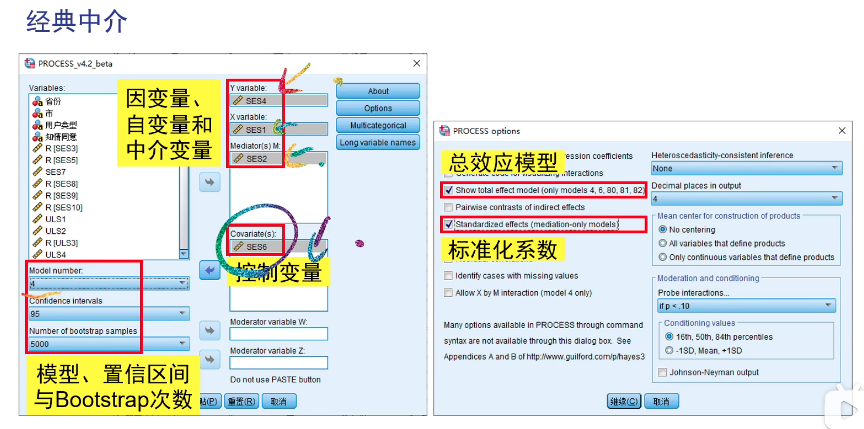 经典中介
PROCESS_v4.2_beta
Variables:
省份
市
用户类型
知情同意
R [SES3]
R [SES5]
SES7
R [SES8]
R [SES9]
R [SES10]
ULS1
ULS2
R [ULS3]
ULS4
因变量、
自变量和
中介变量
Y variable:
SES4
X variable:
SES1
Mediator(s) M:
SES2
Covariate(s):
SES6
控制变量
About
Options
Multicategorical
Long variable names
Model number:
4
Confidence intervals
95
Number of bootstrap samples
5000
模型、置信区间
与Bootstrap次数
Moderator variable W:
Moderator variable Z:
Do not use PASTE button
贴(P)
重置(R)
取消
PROCESS options
总效应模型
ression coefficients
Show total effect model (only models 4, 6, 80, 81, 82)
Pairwise contrasts of indirect effects
Standardized effects (mediation-only models)
标准化系数
Identify cases with missing values
Allow X by M interaction (model 4 only)
Many options available in PROCESS through command
syntax are not available through this dialog box. See
Appendices A and B of http://www.guilford.com/p/hayes3
Heteroscedasticity-consistent inference
None
Decimal places in output
4
Mean center for construction of products
No centering
All variables that define products
Only continuous variables that define products
Moderation and conditioning
Probe interactions...
if p < .10
Conditioning values
16th, 50th, 84th percentiles
-1SD, Mean, +1SD
Johnson-Neyman output
继续(C)
取消